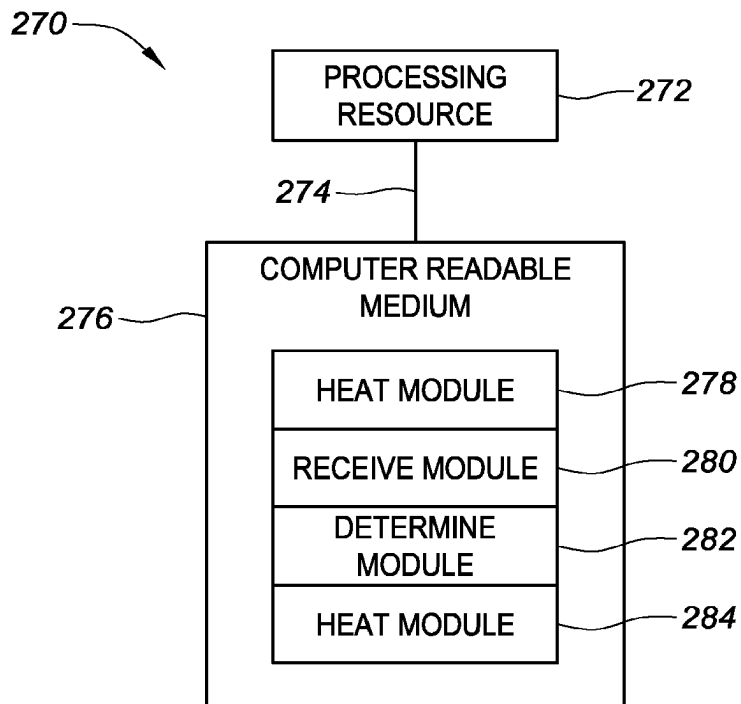 270
PROCESSING
RESOURCE
272
274
COMPUTER READABLE
MEDIUM
276
HEAT MODULE
278
RECEIVE MODULE
280
DETERMINE
MODULE
282
HEAT MODULE
284